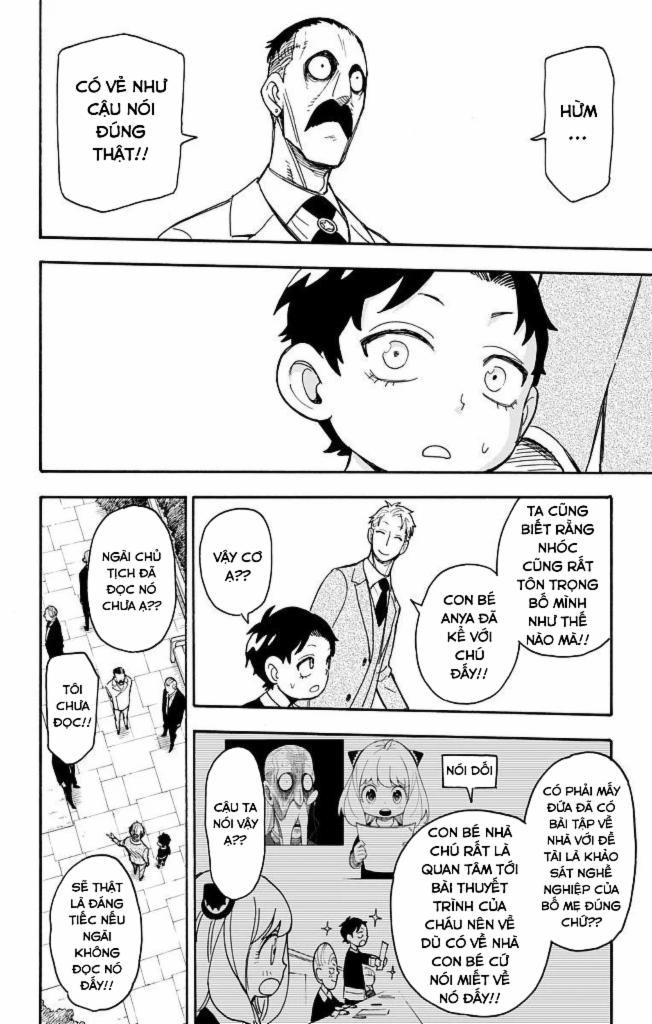 HỪM
...
CÓ VẺ NHƯ
CẬU NÓI
ĐÚNG
THẬT!!
TA CŨNG
BIẾT RẰNG
NHÓC
CŨNG RẤT
TÔN TRỌNG
BỐ MÌNH
NHƯ THẾ
NÀO MÀ!!
CON BÉ
ANYA ĐÃ
KỂ VỚI
CHÚ
ĐẤY!!
VẬY CƠ
Ạ??
CÓ PHẢI MẤY
ĐỨA ĐÃ CÓ
BÀI TẬP VỀ
NHÀ VỚI ĐỀ
TÀI LÀ KHẢO
SÁT NGHỀ
NGHIỆP CỦA
BỐ MẸ ĐÚNG
CHỨ??
NÓI DỐI
CON BÉ NHÀ
CHÚ RẤT LÀ
QUAN TÂM TỚI
BÀI THUYẾT
TRÌNH CỦA
CHÁU NÊN VỀ
DÙ CÓ VỀ NHÀ
CON BÉ CỨ
NÓI MIẾT VỀ
NÓ ĐẤY!!
CẬU TA
NÓI VẬY
Ạ??
NGÀI CHỦ
TỊCH ĐÃ
ĐỌC NÓ
CHƯA Ạ??
TÔI
CHƯA
ĐỌC!!
SẼ THẬT
LÀ ĐÁNG
TIẾC NẾU
NGÀI
KHÔNG
ĐỌC NÓ
ĐẤY!!